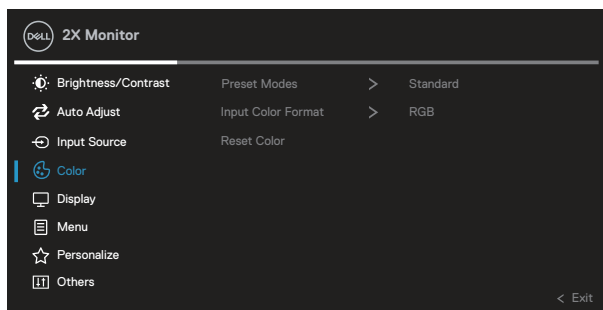 DELL 2X Monitor
Brightness/Contrast Preset Modes > Standard
Auto Adjust Input Color Format > RGB
Input Source Reset Color
Color
Display
Menu
Personalize
Others
< Exit